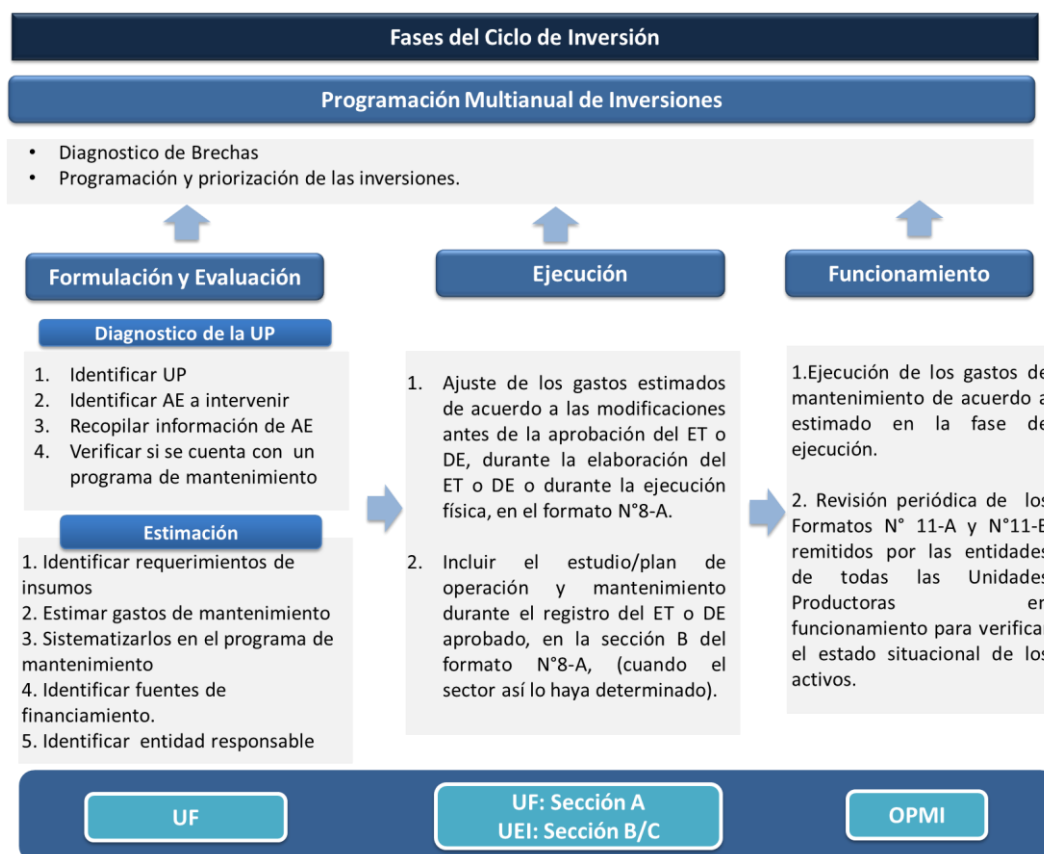 Fases del Ciclo de Inversión
Programación Multianual de Inversiones
• Diagnostico de Brechas
• Programación y priorización de las inversiones.
Formulación y Evaluación
Diagnostico de la UP
1. Identificar UP
2. Identificar AE a intervenir
3. Recopilar información de AE
4. Verificar si se cuenta con un
programa de mantenimiento
Estimación
1. Identificar requerimientos de
insumos
2. Estimar gastos de mantenimiento
3. Sistematizarlos en el programa de
mantenimiento
4. Identificar fuentes de
financiamiento.
5. Identificar entidad responsable
UF
Ejecución
1. Ajuste de los gastos estimados
de acuerdo a las modificaciones
antes de la aprobación del ET o
DE, durante la elaboración del
ET o DE o durante la ejecución
física, en el formato N°8-A.
2. Incluir el estudio/plan de
operación y mantenimiento
durante el registro del ET o DE
aprobado, en la sección B del
formato N°8-A, (cuando el
sector así lo haya determinado).
UF: Sección A
UEI: Sección B/C
Funcionamiento
1.Ejecución de los gastos de
mantenimiento de acuerdo a
estimado en la fase de
ejecución.
2. Revisión periódica de los
Formatos N° 11-A y N°11-B
remitidos por las entidades
de todas las Unidades
Productoras en
funcionamiento para verificar
el estado situacional de los
activos.
OPMI